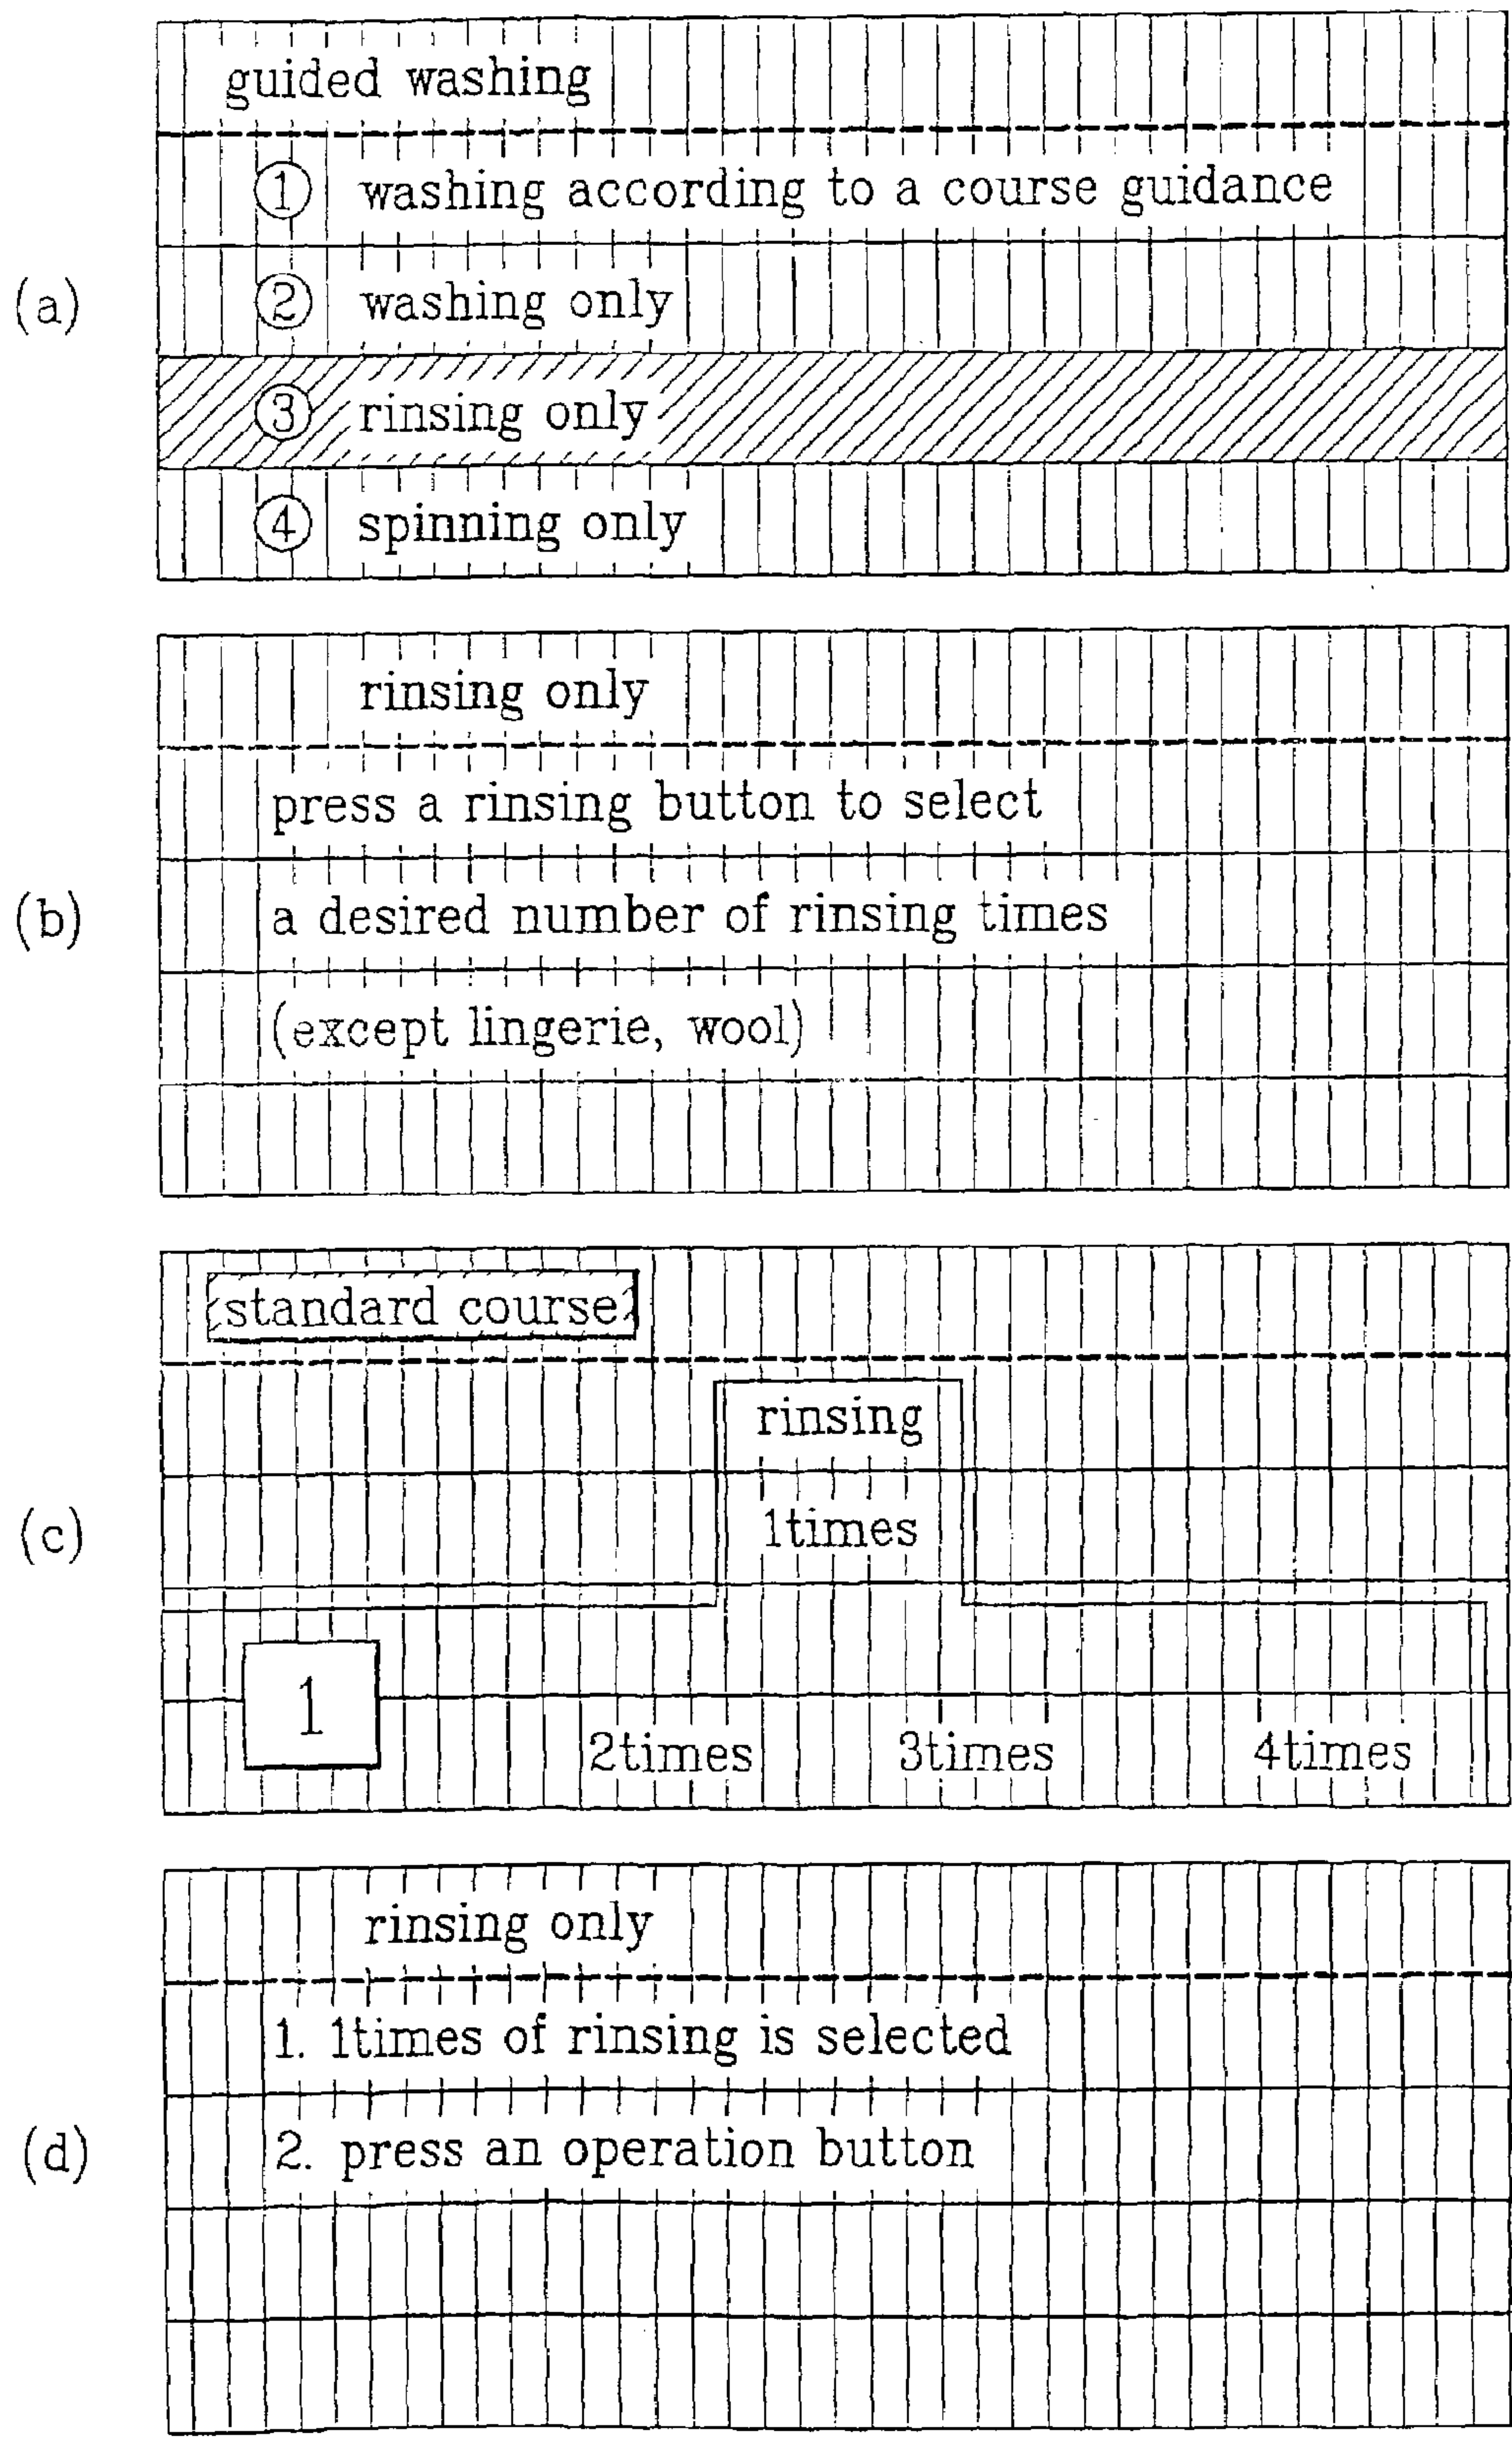 guided washing
① washing according to a course guidance
(a)
② washing only
③ rinsing only
④ spinning only
rinsing only
press a rinsing button to select
(b)
a desired number of rinsing times
(except lingerie, wool)
standard course
rinsing
(c)
1times
1
2times 3times 4times
rinsing only
1. 1times of rinsing is selected
(d)
2. press an operation button